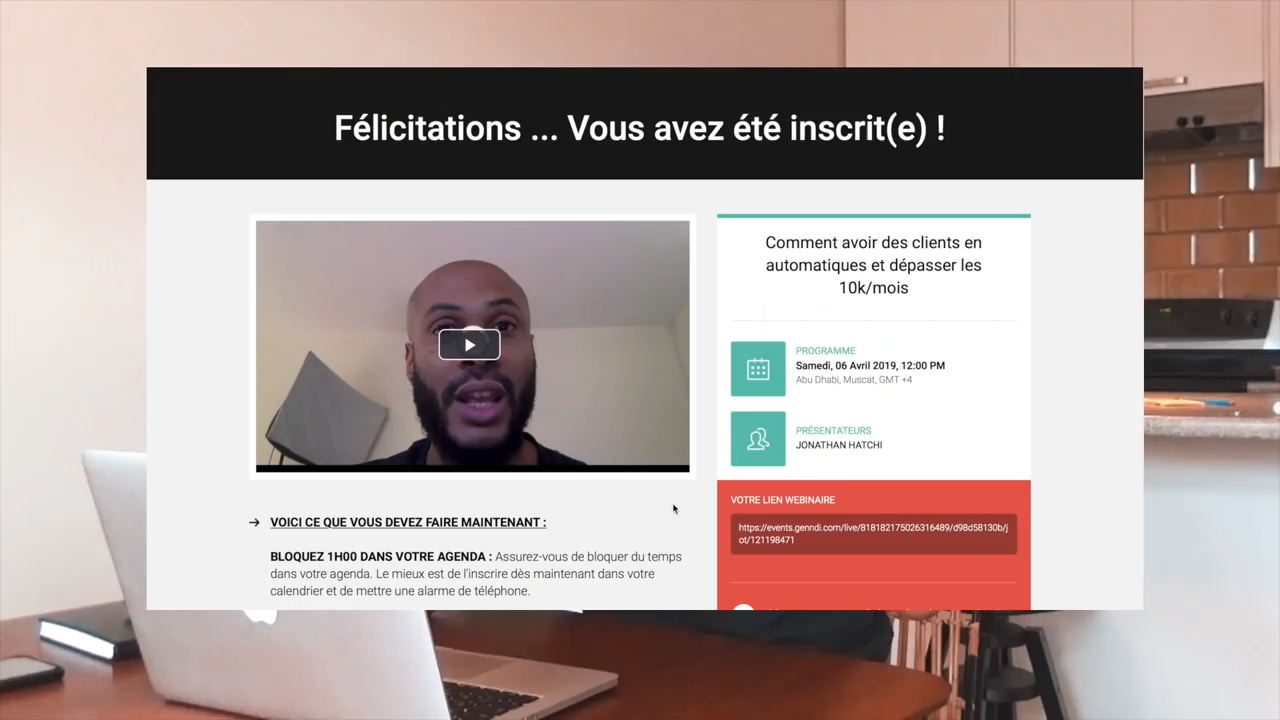 Félicitations ... Vous avez été inscrit(e) !
Comment avoir des clients en
automatiques et dépasser les
10k/mois
PROGRAMME
Samedi, 06 Avril 2019, 12:00 PM
Abu Dhabi, Muscat, GMT +4
PRÉSENTATEURS
JONATHAN HATCHI
VOTRE LIEN WEBINAIRE
https://events.genndi.com/live/818182175026316489/d98d58130b/j
ot/121198471
→ VOICI CE QUE VOUS DEVEZ FAIRE MAINTENANT :
BLOQUEZ 1H00 DANS VOTRE AGENDA : Assurez-vous de bloquer du temps
dans votre agenda. Le mieux est de l'inscrire dès maintenant dans votre
calendrier et de mettre une alarme de téléphone.